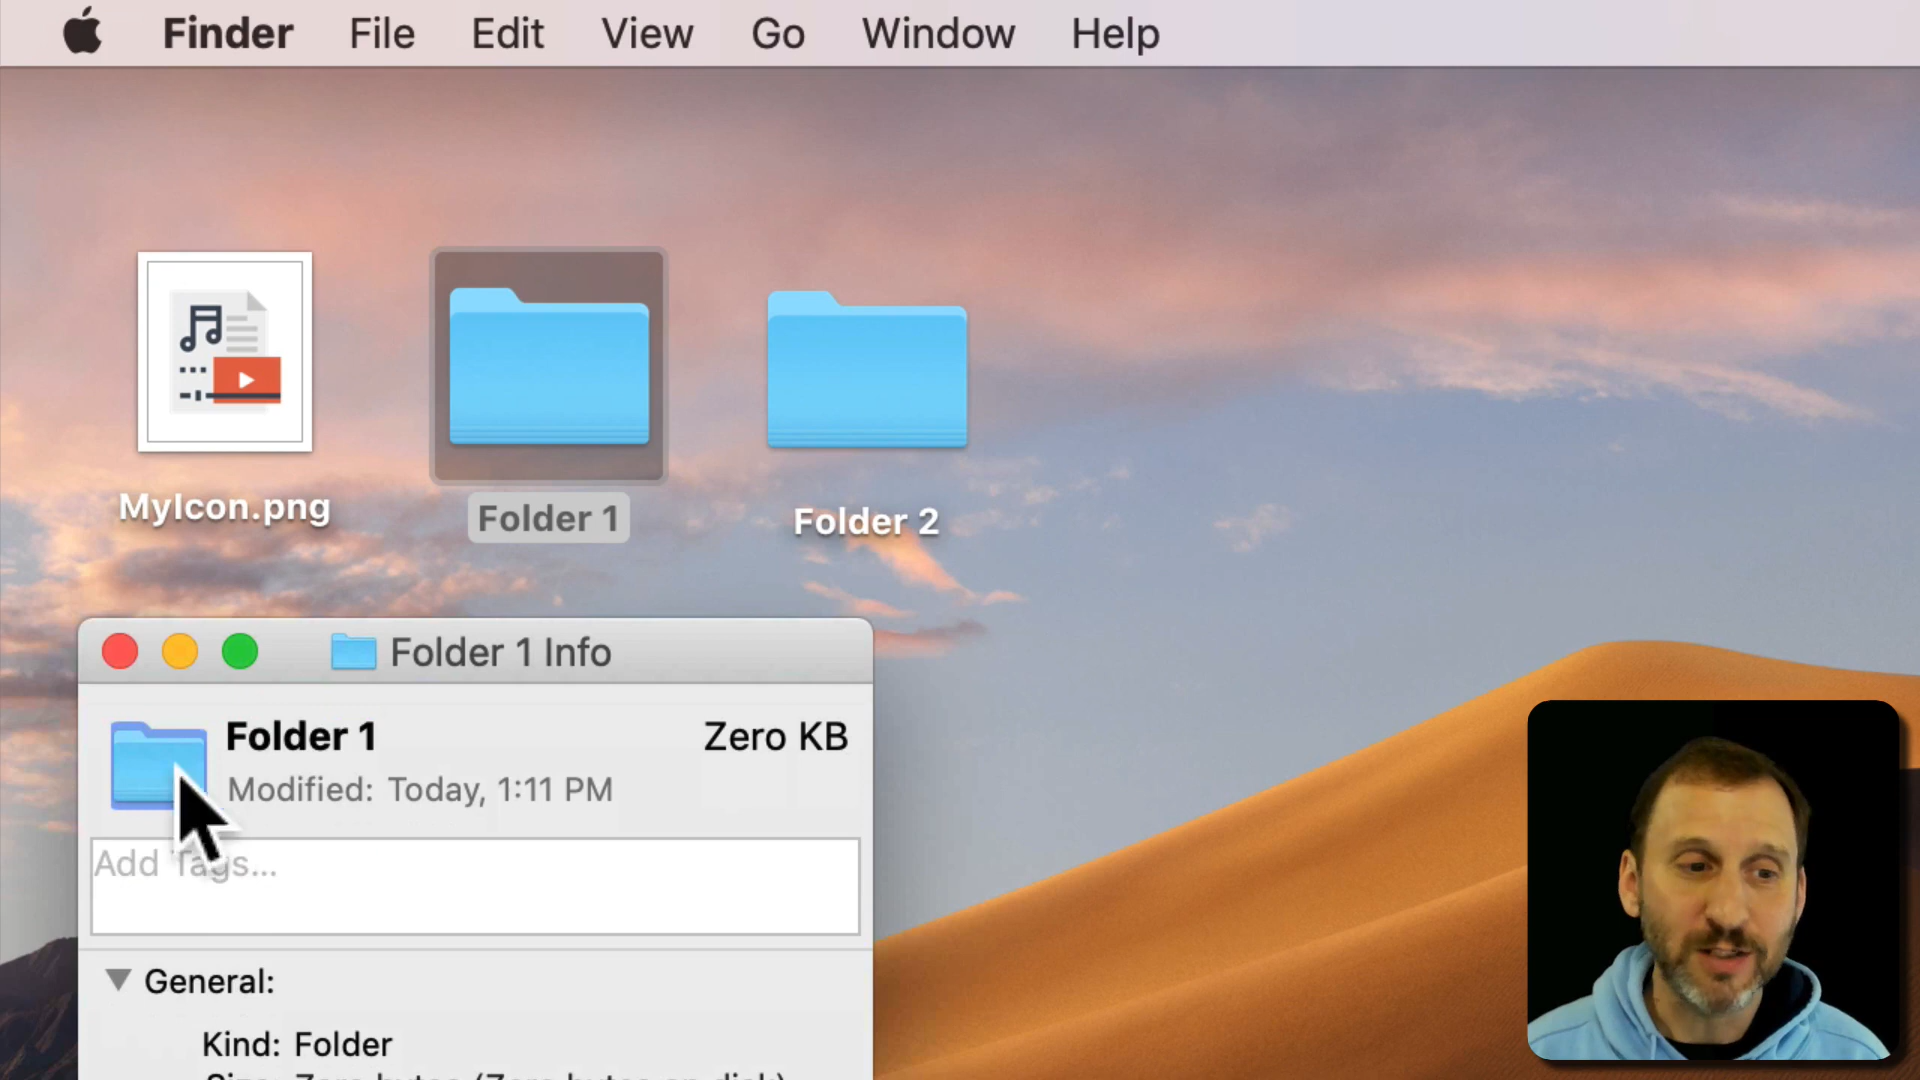 Finder File Edit View Go Window Help
MyIcon.png
Folder 1
Folder 2
Folder 1 Info
Folder 1 Zero KB
Modified: Today, 1:11 PM
Add Tags...
General:
Kind: Folder
Size: Zero bytes (Zero bytes on disk)